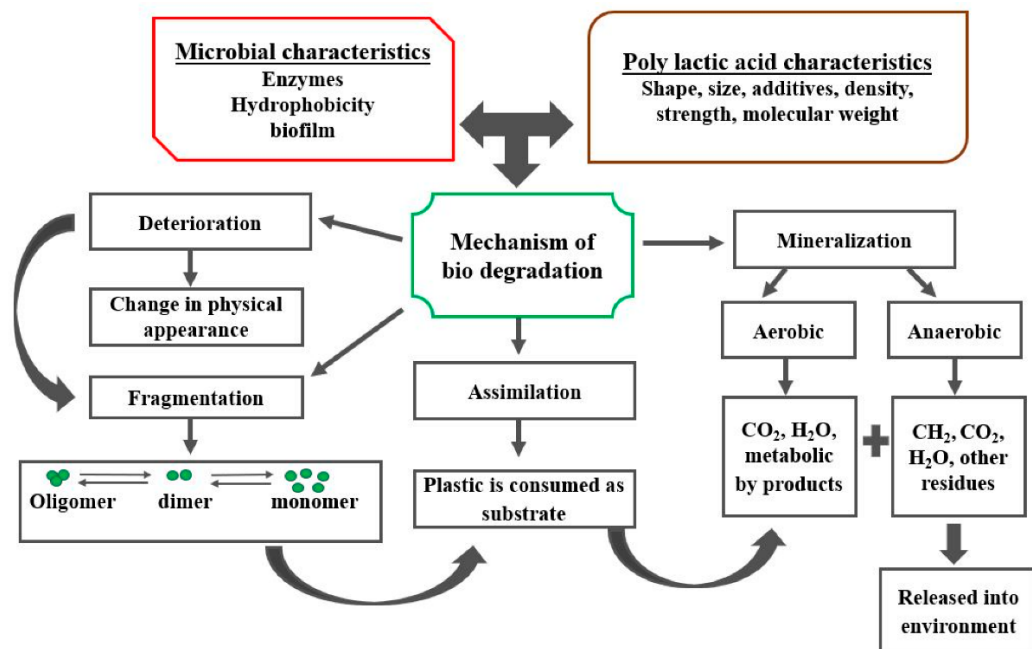 Microbial characteristics
Enzymes
Hydrophobicity
biofilm
Poly lactic acid characteristics
Shape, size, additives, density,
strength, molecular weight
Mechanism of
bio degradation
Deterioration
Change in physical
appearance
Fragmentation
Oligomer
dimer
monomer
Assimilation
Plastic is consumed as
substrate
Mineralization
Aerobic
Anaerobic
CO₂, H₂O,
metabolic
by products
CH₂, CO₂,
H₂O, other
residues
Released into
environment